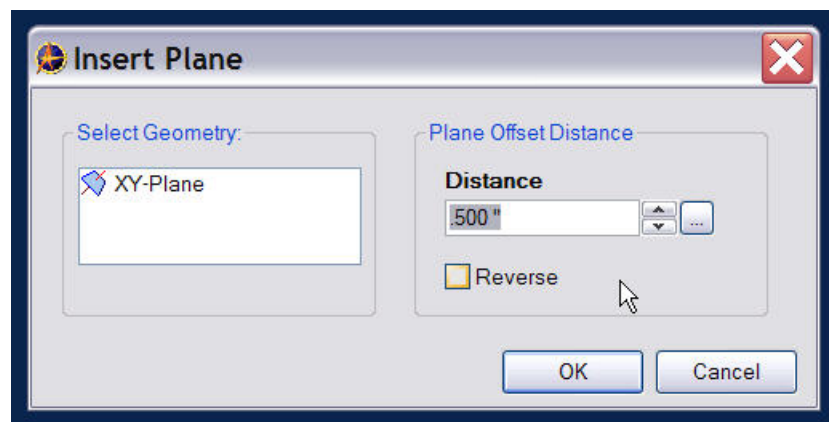 Insert Plane
Select Geometry:
XY-Plane
Plane Offset Distance
Distance
.500 "
...
Reverse
OK
Cancel